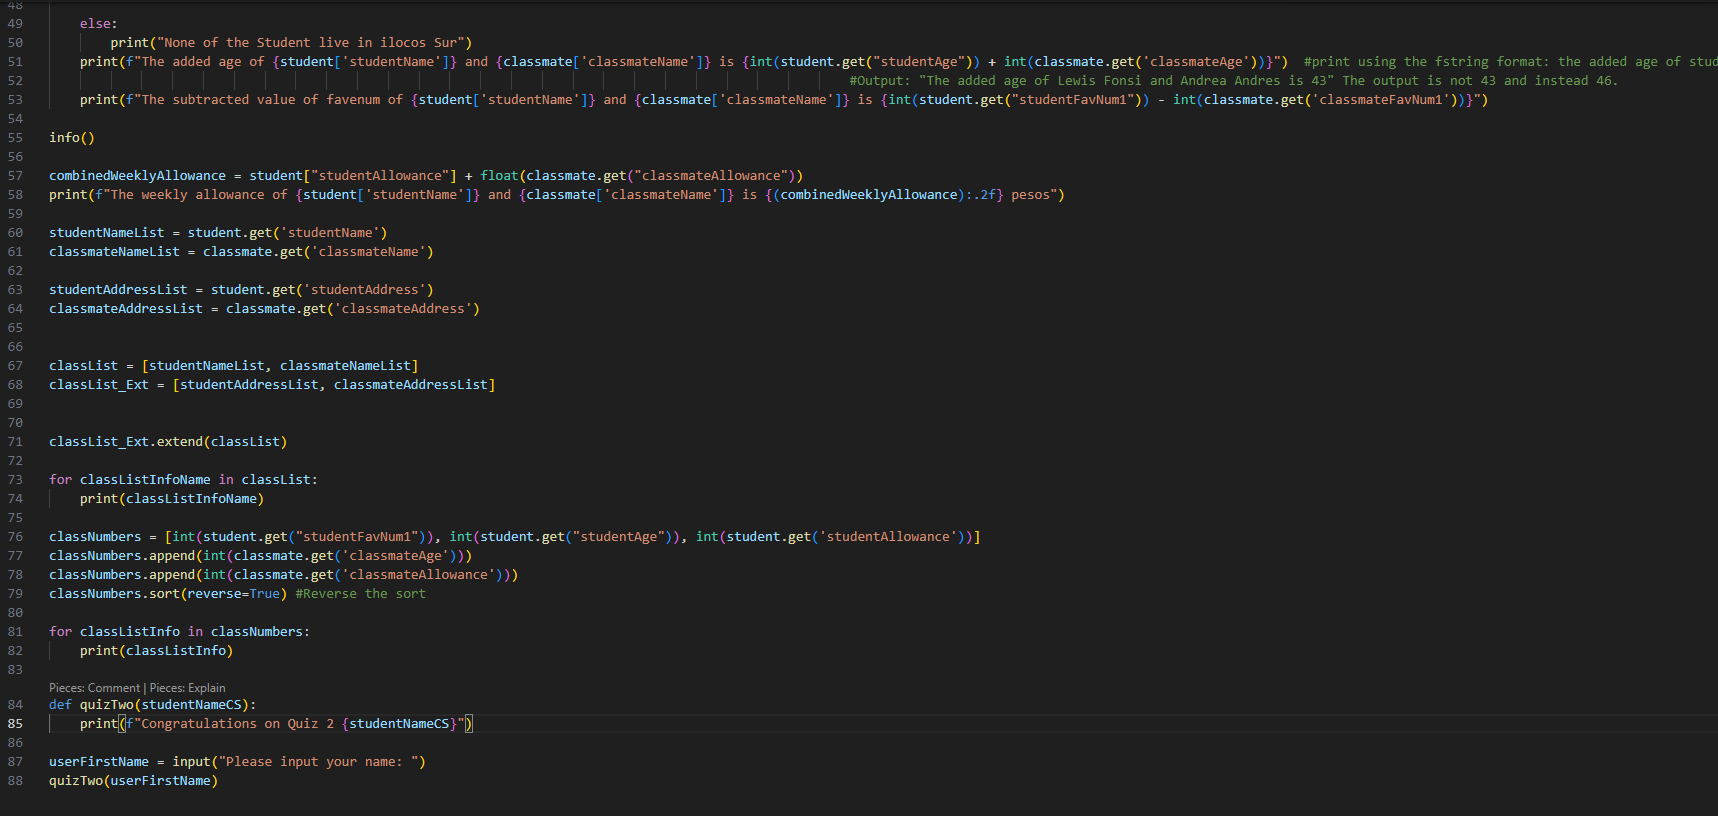 48
49 else:
50 print("None of the Student live in ilocos Sur")
51 print(f"The added age of {student['studentName']} and {classmate['classmateName']} is {int(student.get("studentAge")) + int(classmate.get('classmateAge'))}") #print using the fstring format: the added age of stud
52 #Output: "The added age of Lewis Fonsi and Andrea Andres is 43" The output is not 43 and instead 46.
53 print(f"The subtracted value of favenum of {student['studentName']} and {classmate['classmateName']} is {int(student.get("studentFavNum1")) - int(classmate.get('classmateFavNum1'))}")
54
55 info()
56
57 combinedWeeklyAllowance = student["studentAllowance"] + float(classmate.get("classmateAllowance"))
58 print(f"The weekly allowance of {student['studentName']} and {classmate['classmateName']} is {(combinedWeeklyAllowance):.2f} pesos")
59
60 studentNameList = student.get('studentName')
61 classmateNameList = classmate.get('classmateName')
62
63 studentAddressList = student.get('studentAddress')
64 classmateAddressList = classmate.get('classmateAddress')
65
66
67 classList = [studentNameList, classmateNameList]
68 classList_Ext = [studentAddressList, classmateAddressList]
69
70
71 classList_Ext.extend(classList)
72
73 for classListInfoName in classList:
74 print(classListInfoName)
75
76 classNumbers = [int(student.get("studentFavNum1")), int(student.get("studentAge")), int(student.get('studentAllowance'))]
77 classNumbers.append(int(classmate.get('classmateAge')))
78 classNumbers.append(int(classmate.get('classmateAllowance')))
79 classNumbers.sort(reverse=True) #Reverse the sort
80
81 for classListInfo in classNumbers:
82 print(classListInfo)
83
Pieces: Comment | Pieces: Explain
84 def quizTwo(studentNameCS):
85 print(f"Congratulations on Quiz 2 {studentNameCS}")
86
87 userFirstName = input("Please input your name: ")
88 quizTwo(userFirstName)